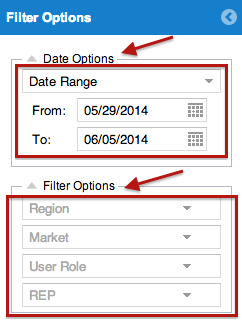 Filter Options
Date Options
Date Range
From: 05/29/2014
To: 06/05/2014
Filter Options
Region
Market
User Role
REP